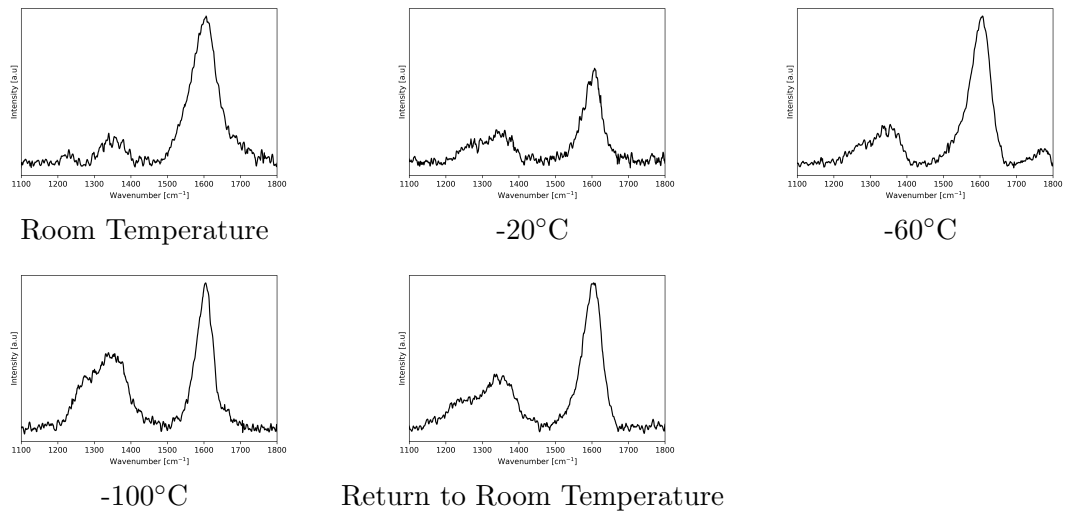 Intensity [a.u]
1100 1200 1300 1400 1500 1600 1700 1800
Wavenumber [cm⁻¹]
Room Temperature
Intensity [a.u]
1100 1200 1300 1400 1500 1600 1700 1800
Wavenumber [cm⁻¹]
-20°C
Intensity [a.u]
1100 1200 1300 1400 1500 1600 1700 1800
Wavenumber [cm⁻¹]
-60°C
Intensity [a.u]
1100 1200 1300 1400 1500 1600 1700 1800
Wavenumber [cm⁻¹]
-100°C
Intensity [a.u]
1100 1200 1300 1400 1500 1600 1700 1800
Wavenumber [cm⁻¹]
Return to Room Temperature